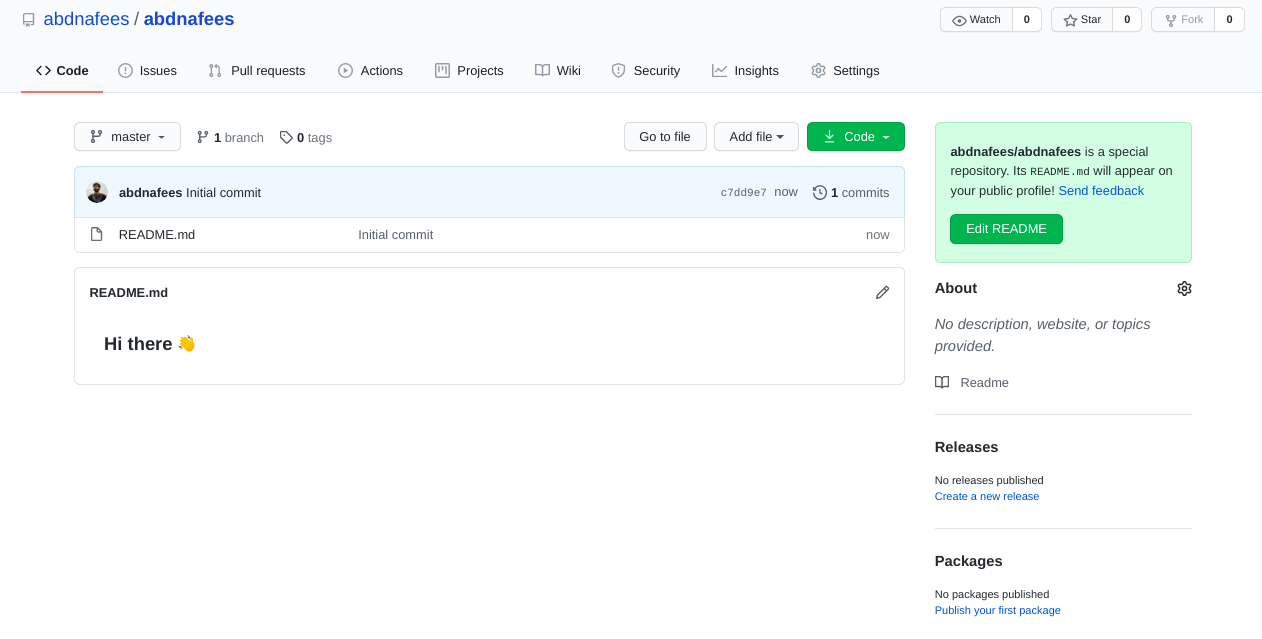 abdnafees / abdnafees
Watch 0 Star 0 Fork 0
Code Issues Pull requests Actions Projects Wiki Security Insights Settings
master 1 branch 0 tags Go to file Add file Code
abdnafees Initial commit c7dd9e7 now 1 commits
README.md Initial commit now
README.md
Hi there 👋
abdnafees/abdnafees is a special
repository. Its README.md will appear on
your public profile! Send feedback
Edit README
About
No description, website, or topics
provided.
Readme
Releases
No releases published
Create a new release
Packages
No packages published
Publish your first package